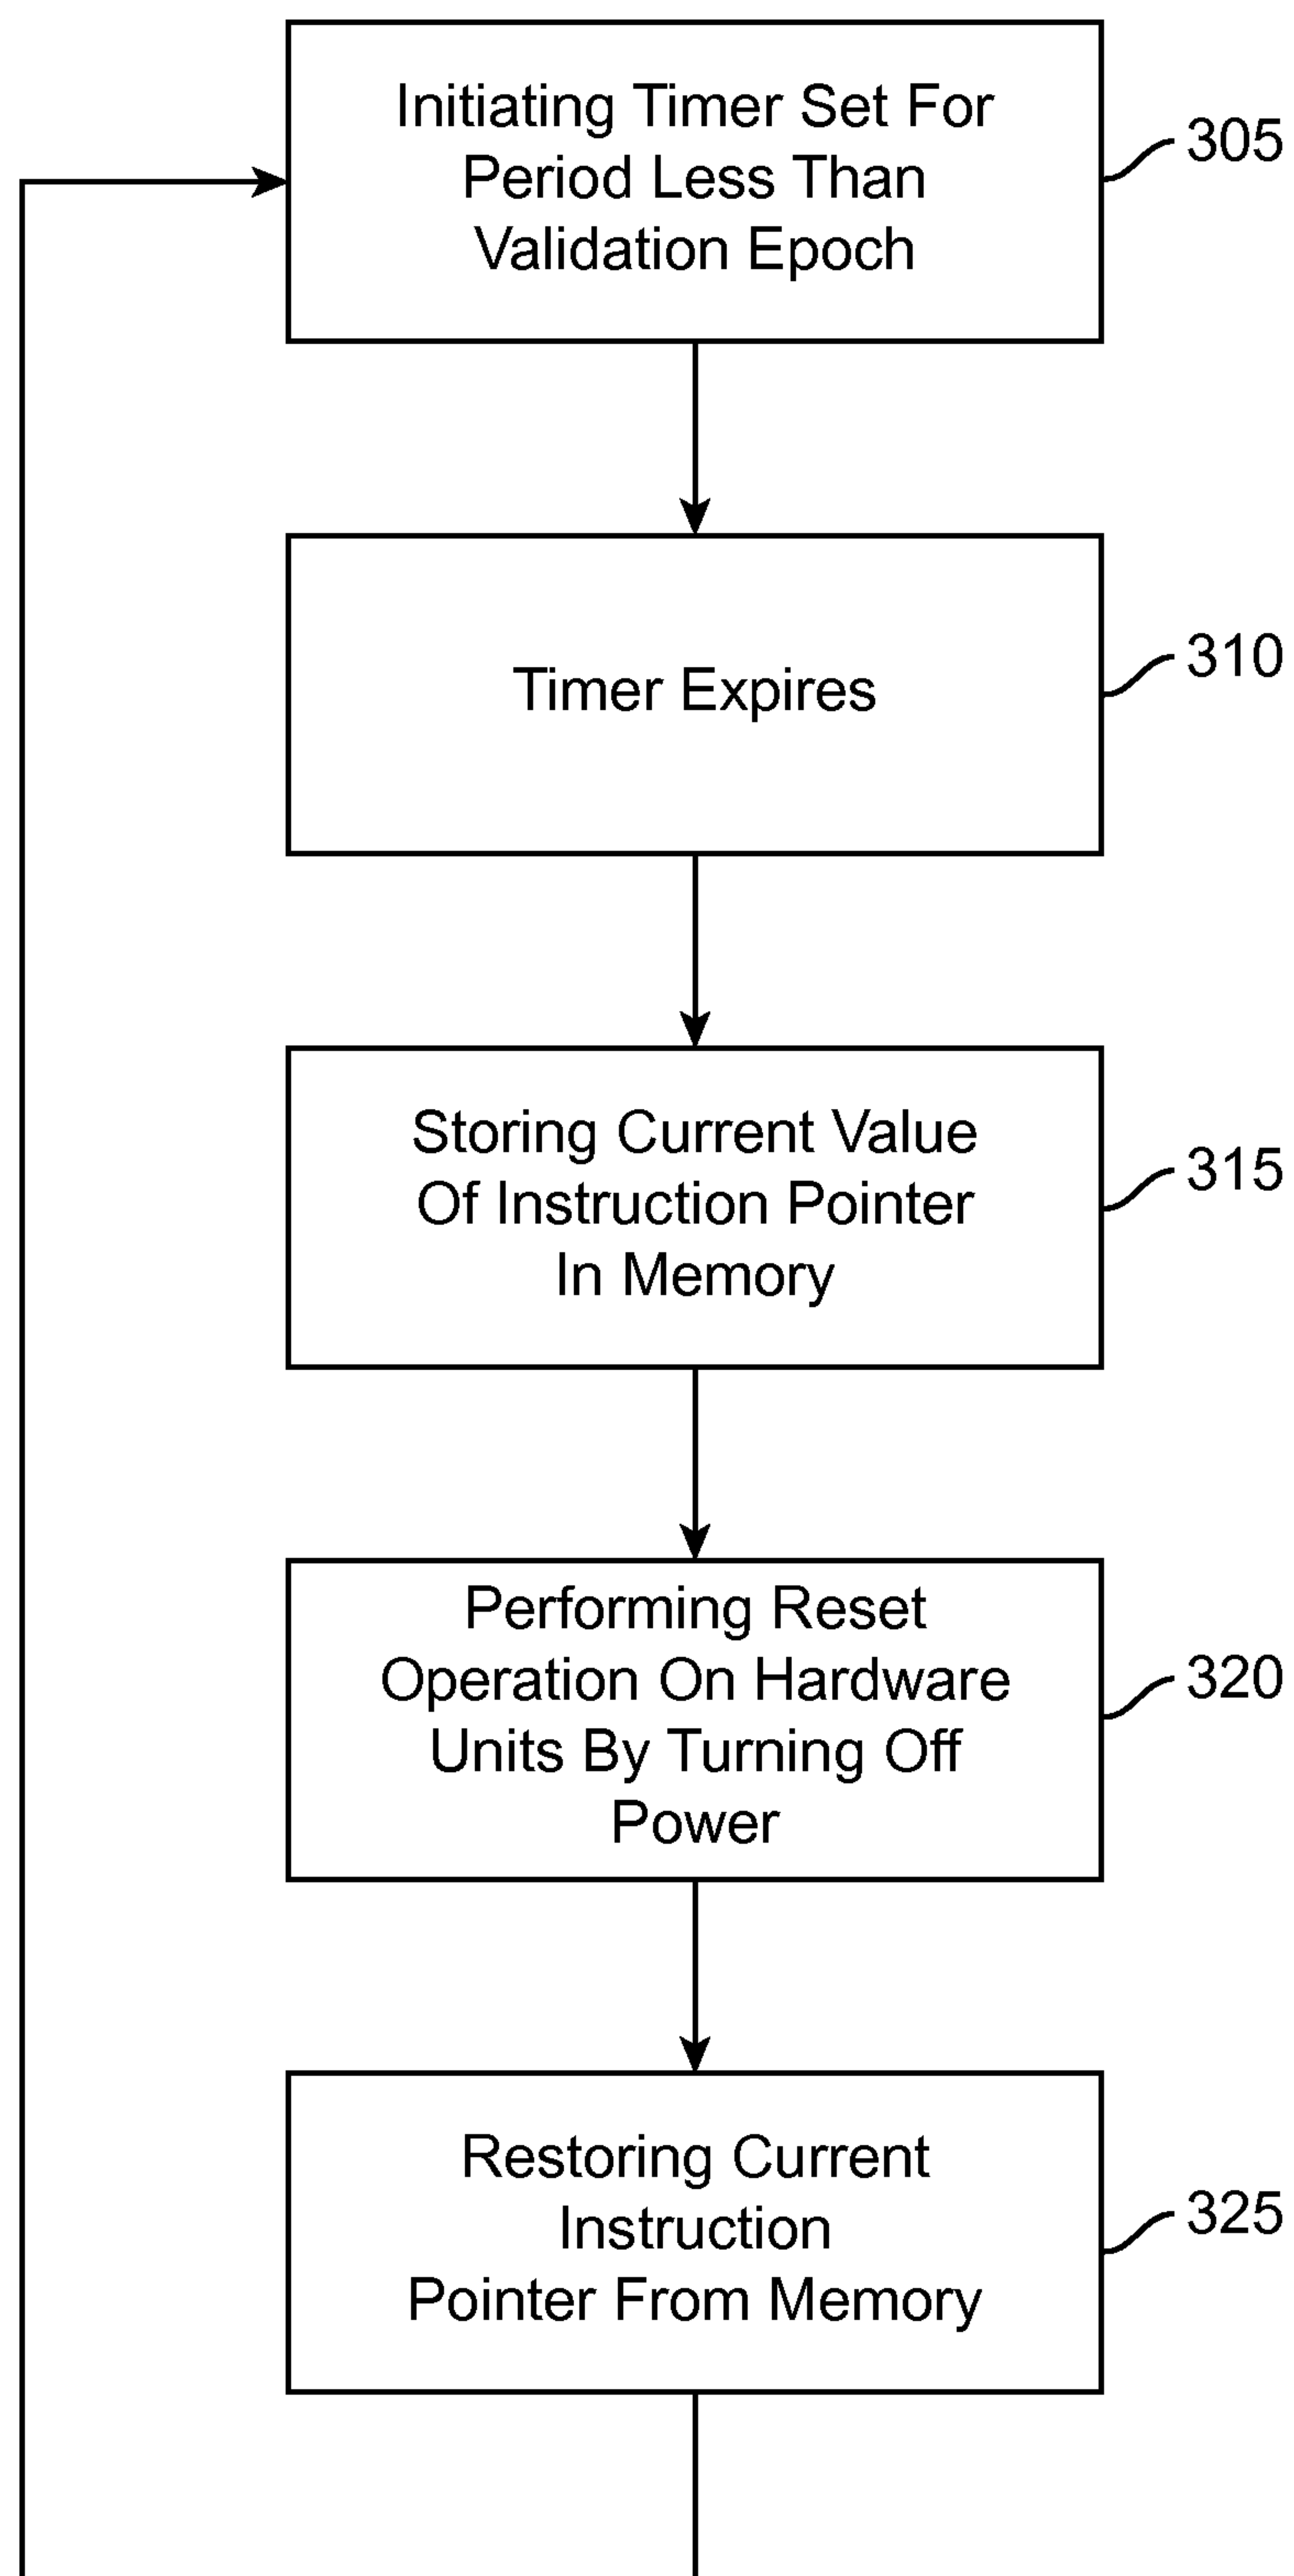 Initiating Timer Set For
Period Less Than
Validation Epoch
305
Timer Expires
310
Storing Current Value
Of Instruction Pointer
In Memory
315
Performing Reset
Operation On Hardware
Units By Turning Off
Power
320
Restoring Current
Instruction
Pointer From Memory
325